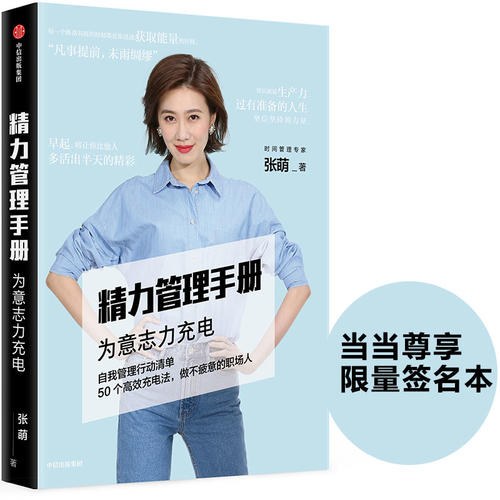 中信出版集团
精力管理手册
为意志力充电
张萌
著
获取能量
“凡事提前，未雨绸缪”
生产力
过有准备的人生
早起，将让你比他人
多活出半天的精彩
时间管理专家
张萌_著
精力管理手册
为意志力充电
自我管理行动清单
50个高效充电法，做不疲惫的职场人
中信出版集团
当当尊享
限量签名本